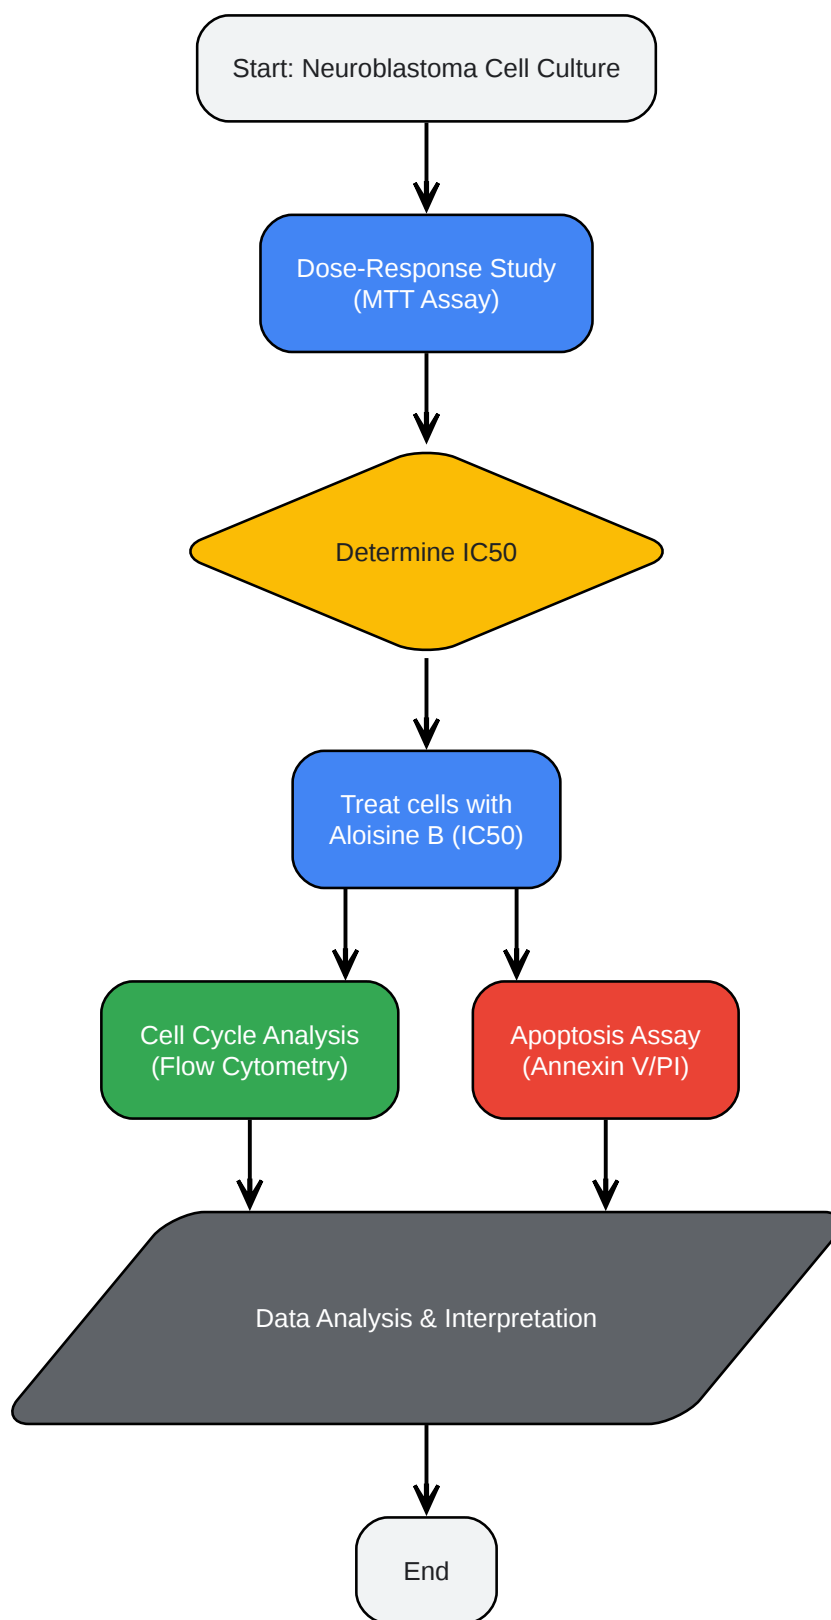 Start: Neuroblastoma Cell Culture
Dose-Response Study
(MTT Assay)
Determine IC50
Treat cells with
Aloisine B (IC50)
Cell Cycle Analysis
(Flow Cytometry)
Apoptosis Assay
(Annexin V/PI)
Data Analysis & Interpretation
End